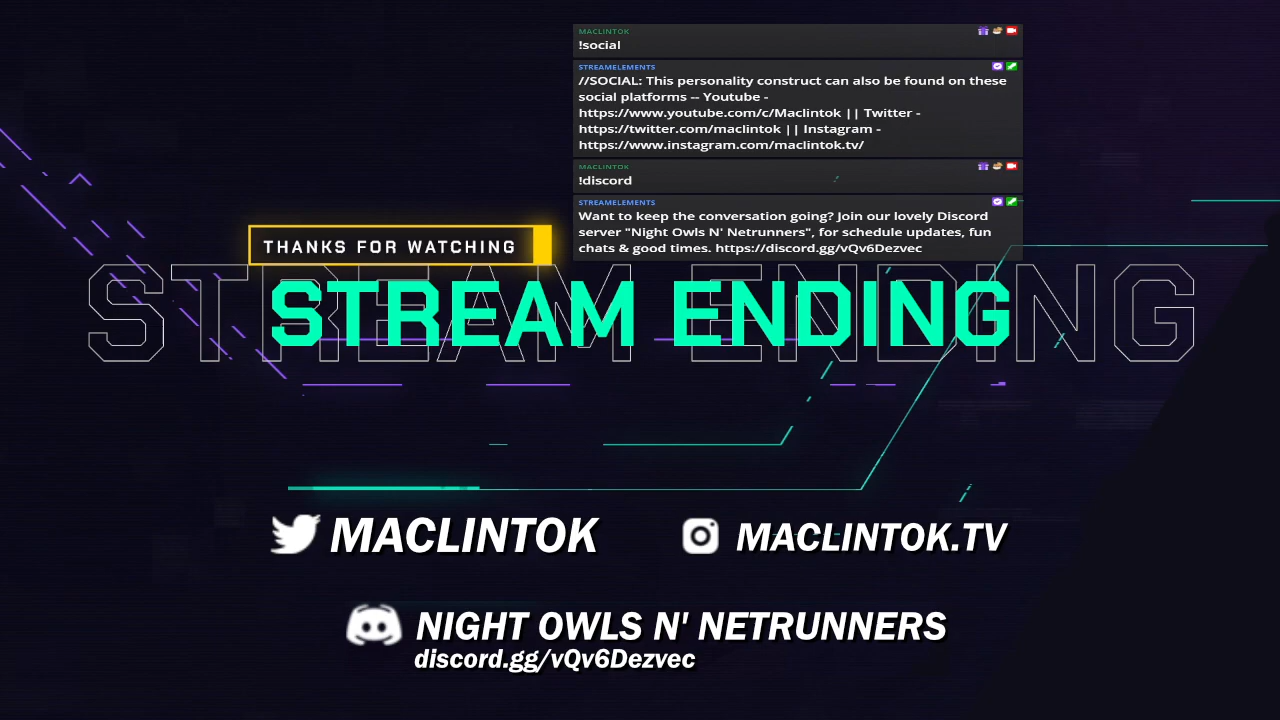 MACLINTOK
!social
STREAMELEMENTS
//SOCIAL: This personality construct can also be found on these
social platforms -- Youtube -
https://www.youtube.com/c/Maclintok || Twitter -
https://twitter.com/maclintok || Instagram -
https://www.instagram.com/maclintok.tv/
MACLINTOK
!discord
STREAMELEMENTS
Want to keep the conversation going? Join our lovely Discord
server "Night Owls N' Netrunners", for schedule updates, fun
chats & good times. https://discord.gg/vQv6Dezvec
THANKS FOR WATCHING
STREAM ENDING
STREAM ENDING
MACLINTOK
MACLINTOK.TV
NIGHT OWLS N' NETRUNNERS
discord.gg/vQv6Dezvec